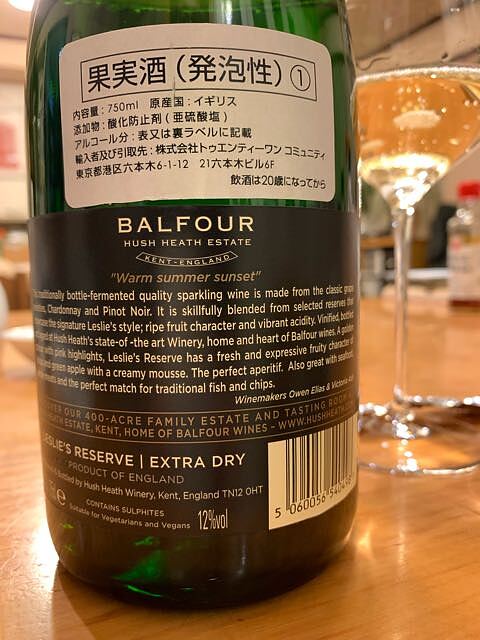 果実酒（発泡性）①
内容量：750ml 原産国：イギリス
添加物：酸化防止剤（亜硫酸塩）
アルコール分：表又は裏ラベルに記載
輸入者及び引取先：株式会社トゥエンティーワン コミュニティ
東京都港区六本木6-1-12 21六本木ビル6F
飲酒は20歳になってから
BALFOUR
HUSH HEATH ESTATE
KENT-ENGLAND
"Warm summer sunset"
bottle-fermented quality sparkling wine is made from the classic grape
Chardonnay and Pinot Noir. It is skillfully blended from selected reserves that
the signature Leslie's style; ripe fruit character and vibrant acidity. Vinified, bottled
at Hush Heath's state-of-the art Winery, home and heart of Balfour wines. A golden
with pink highlights, Leslie's Reserve has a fresh and expressive fruity character
green apple with a creamy mousse. The perfect aperitif. Also great with seafood,
and the perfect match for traditional fish and chips.
Winemakers Owen Elias & Victoria
OUR 400-ACRE FAMILY ESTATE AND TASTING ROOM
HEATH ESTATE, KENT, HOME OF BALFOUR WINES – WWW.HUSHHEATH
LESLIE'S RESERVE | EXTRA DRY
PRODUCT OF ENGLAND
Bottled by Hush Heath Winery, Kent, England TN12 0HT
CONTAINS SULPHITES
Suitable for Vegetarians and Vegans
12%vol
5 060056